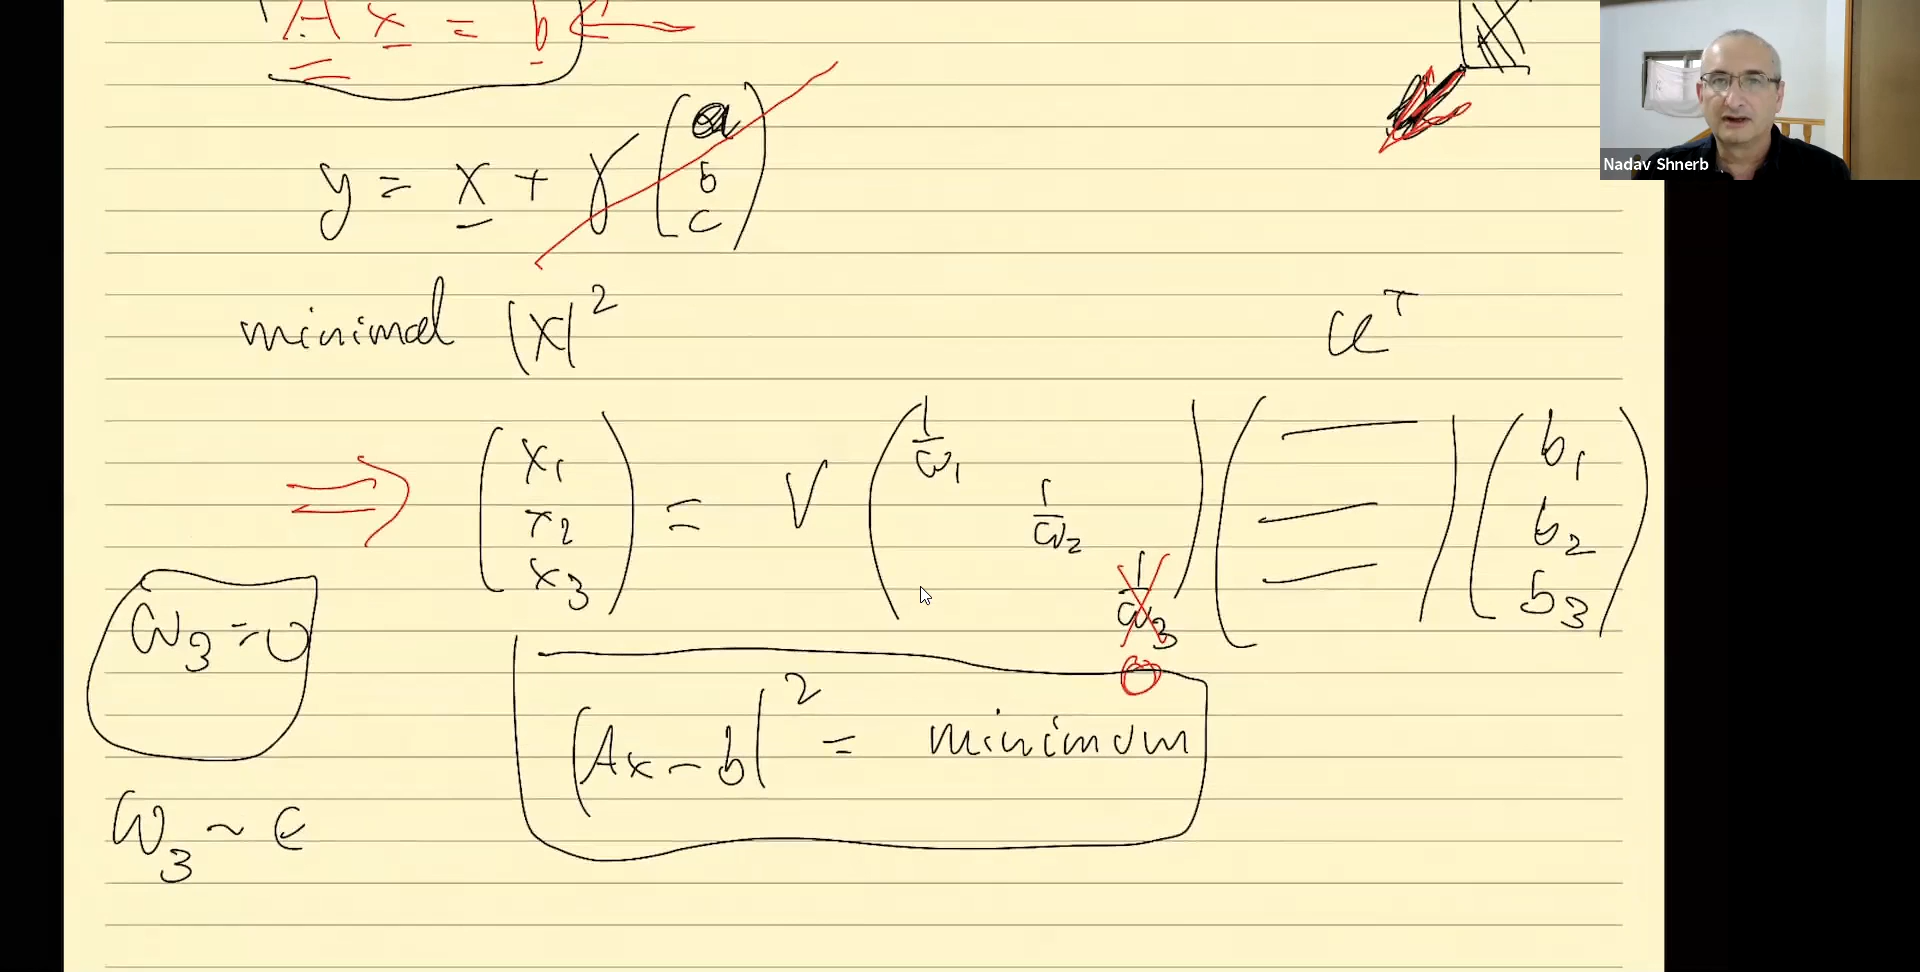 A x = b ⇐
y = x + γ (a b c)
minimal |x|²
uᵀ
⇒ (x₁ x₂ x₃) = V (1/ω₁ 1/ω₂ 1/ω₃ 0) (b₁ b₂ b₃)
ω₃ = 0
|Ax − b|² = minimum
ω₃ ~ ϵ
Nadav Shnerb